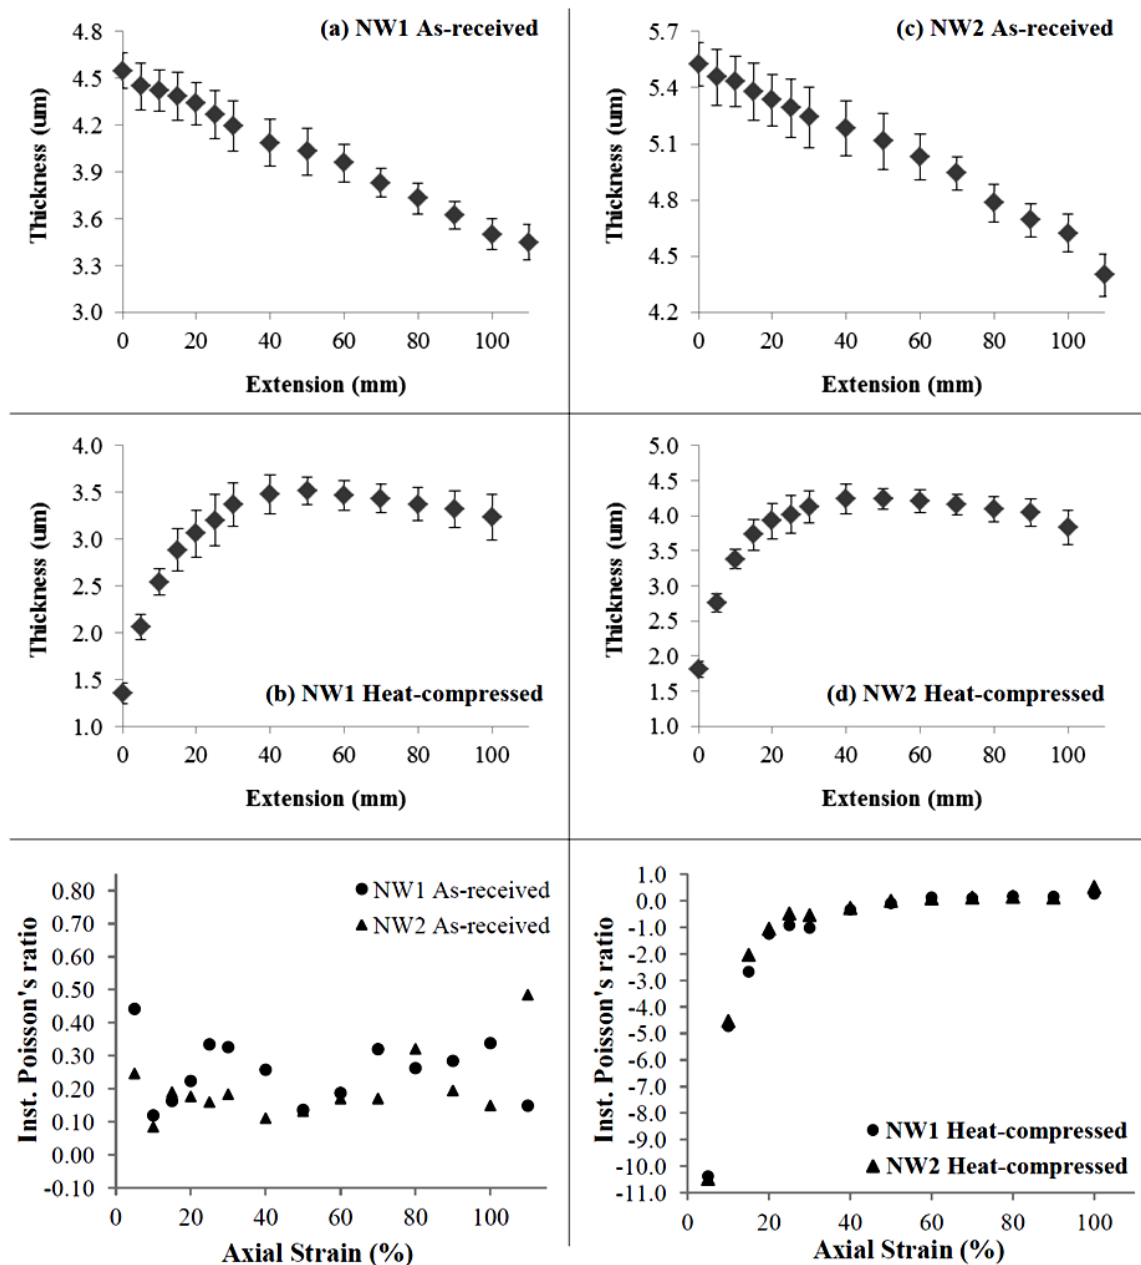 (a) NW1 As-received
Thickness (um)
4.8
4.5
4.2
3.9
3.6
3.3
3.0
0 20 40 60 80 100
Extension (mm)
(c) NW2 As-received
Thickness (um)
5.7
5.4
5.1
4.8
4.5
4.2
0 20 40 60 80 100
Extension (mm)
Thickness (um)
4.0
3.5
3.0
2.5
2.0
1.5
1.0
(b) NW1 Heat-compressed
0 20 40 60 80 100
Extension (mm)
Thickness (um)
5.0
4.5
4.0
3.5
3.0
2.5
2.0
1.5
1.0
(d) NW2 Heat-compressed
0 20 40 60 80 100
Extension (mm)
Inst. Poisson's ratio
0.80
0.70
0.60
0.50
0.40
0.30
0.20
0.10
0.00
-0.10
NW1 As-received
NW2 As-received
0 20 40 60 80 100
Axial Strain (%)
Inst. Poisson's ratio
1.0
0.0
-1.0
-2.0
-3.0
-4.0
-5.0
-6.0
-7.0
-8.0
-9.0
-10.0
-11.0
NW1 Heat-compressed
NW2 Heat-compressed
0 20 40 60 80 100
Axial Strain (%)